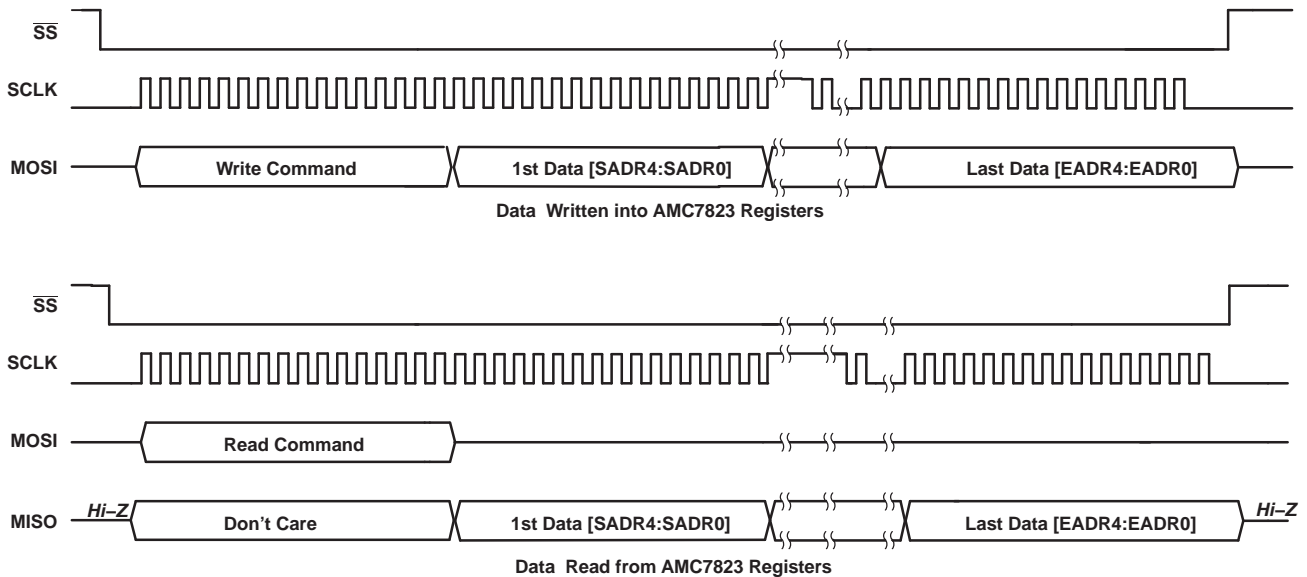 SS
SCLK
MOSI
Write Command
1st Data [SADR4:SADR0]
Last Data [EADR4:EADR0]
Data Written into AMC7823 Registers
SS
SCLK
MOSI
Read Command
MISO
Hi–Z
Don't Care
1st Data [SADR4:SADR0]
Last Data [EADR4:EADR0]
Hi–Z
Data Read from AMC7823 Registers